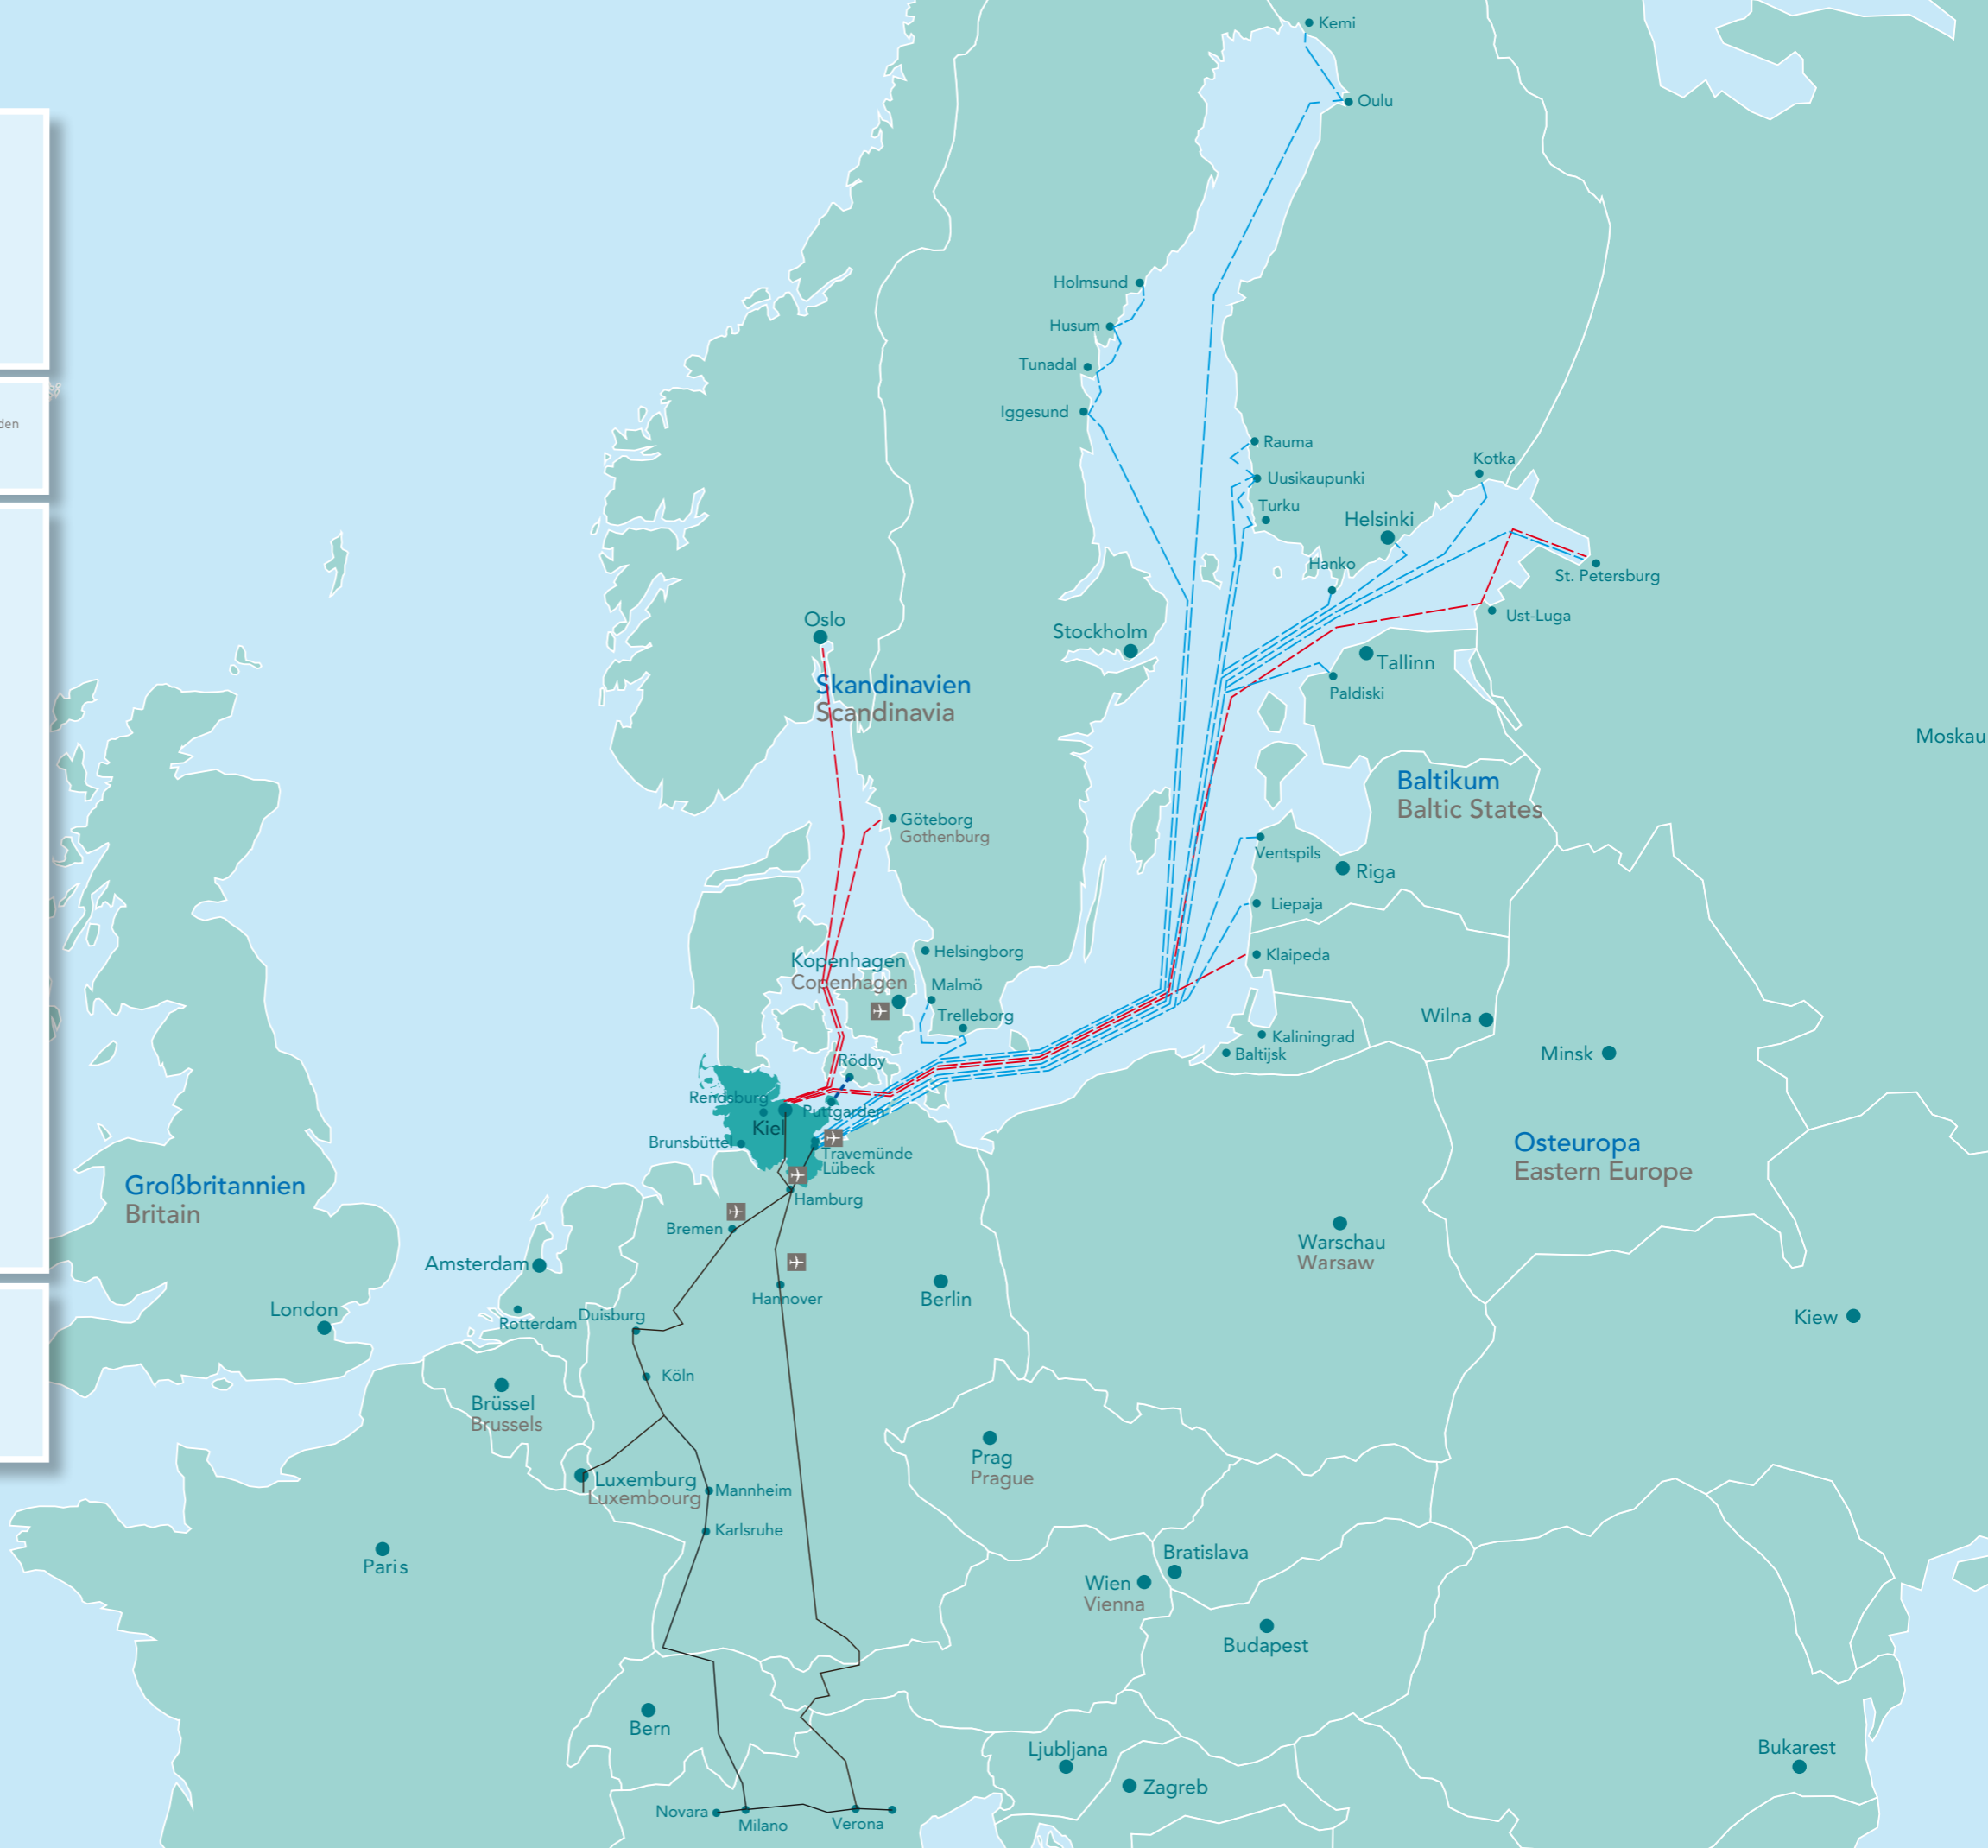 Kemi
Oulu
Holmsund
Husum
Tunadal
Iggesund
den
Rauma
Uusikaupunki
Turku
Kotka
Helsinki
Hanko
St. Petersburg
Ust-Luga
Oslo
Stockholm
Tallinn
Paldiski
Skandinavien
Scandinavia
Moskau
Baltikum
Baltic States
Göteborg
Gothenburg
Ventspils
Riga
Liepaja
Helsingborg
Klaipeda
Kopenhagen
Copenhagen
Malmö
Trelleborg
Wilna
Kaliningrad
Baltijsk
Minsk
Rödby
Rendsburg
Puttgarden
Kiel
Brunsbüttel
Travemünde
Lübeck
Osteuropa
Eastern Europe
Großbritannien
Britain
Hamburg
Bremen
Warschau
Warsaw
Amsterdam
Hannover
Berlin
London
Rotterdam
Duisburg
Kiew
Köln
Brüssel
Brussels
Prag
Prague
Luxemburg
Luxembourg
Mannheim
Karlsruhe
Paris
Bratislava
Wien
Vienna
Budapest
Bern
Ljubljana
Zagreb
Bukarest
Novara
Milano
Verona